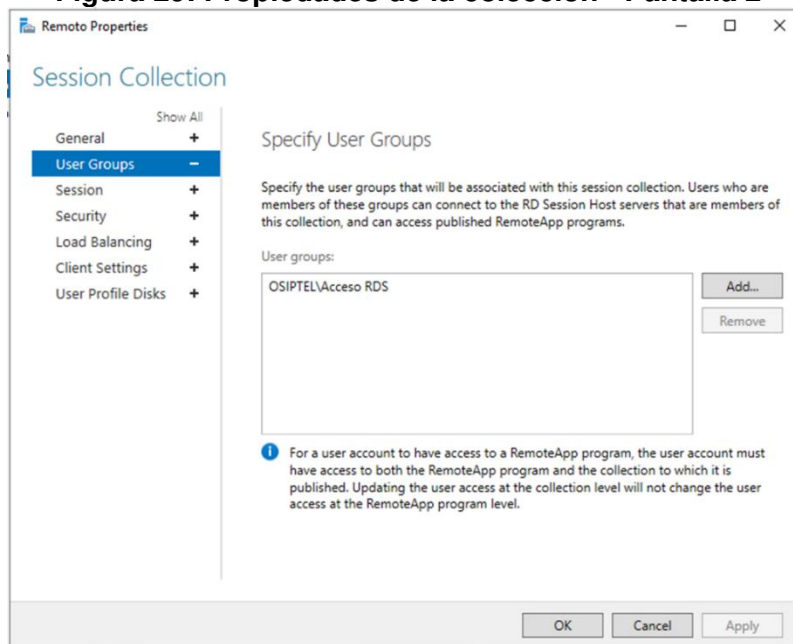 Remoto Properties
Session Collection
Show All
General +
User Groups –
Session +
Security +
Load Balancing +
Client Settings +
User Profile Disks +
Specify User Groups
Specify the user groups that will be associated with this session collection. Users who are
members of these groups can connect to the RD Session Host servers that are members of
this collection, and can access published RemoteApp programs.
User groups:
OSIPTEL\Acceso RDS
Add...
Remove
For a user account to have access to a RemoteApp program, the user account must
have access to both the RemoteApp program and the collection to which it is
published. Updating the user access at the collection level will not change the user
access at the RemoteApp program level.
OK Cancel Apply